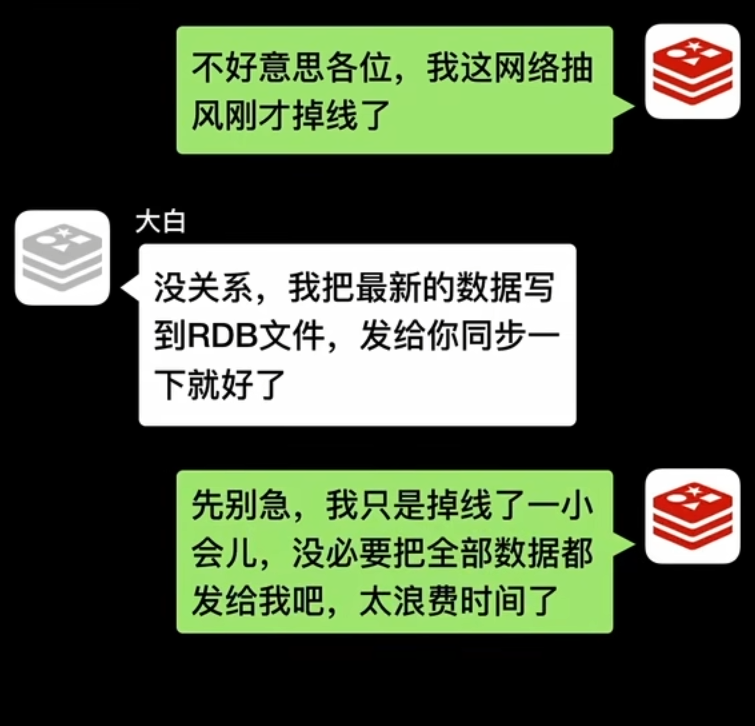 不好意思各位，我这网络抽
风刚才掉线了
大白
没关系，我把最新的数据写
到RDB文件，发给你同步一
下就好了
先别急，我只是掉线了一小
会儿，没必要把全部数据都
发给我吧，太浪费时间了